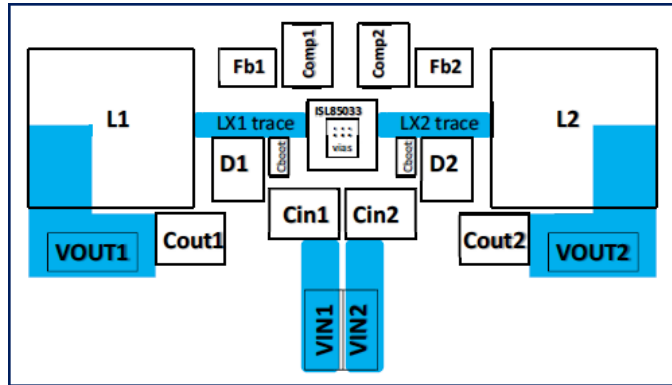 Comp1
Comp2
Fb1
Fb2
ISL85033
L1
LX1 trace
LX2 trace
L2
vias
D1
Cboot
Cboot
D2
Cin1
Cin2
Cout1
Cout2
VOUT1
VOUT2
VIN1
VIN2